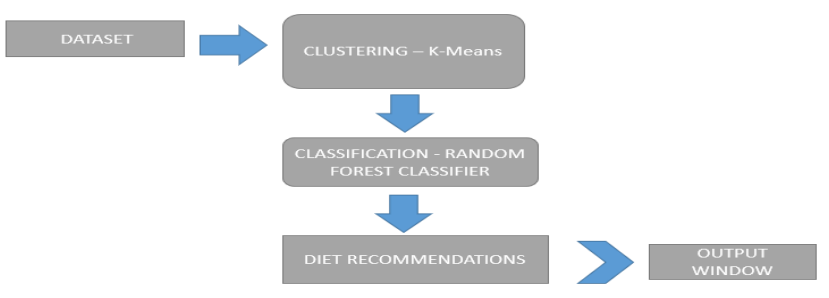 DATASET
CLUSTERING – K-Means
CLASSIFICATION - RANDOM
FOREST CLASSIFIER
DIET RECOMMENDATIONS
OUTPUT
WINDOW